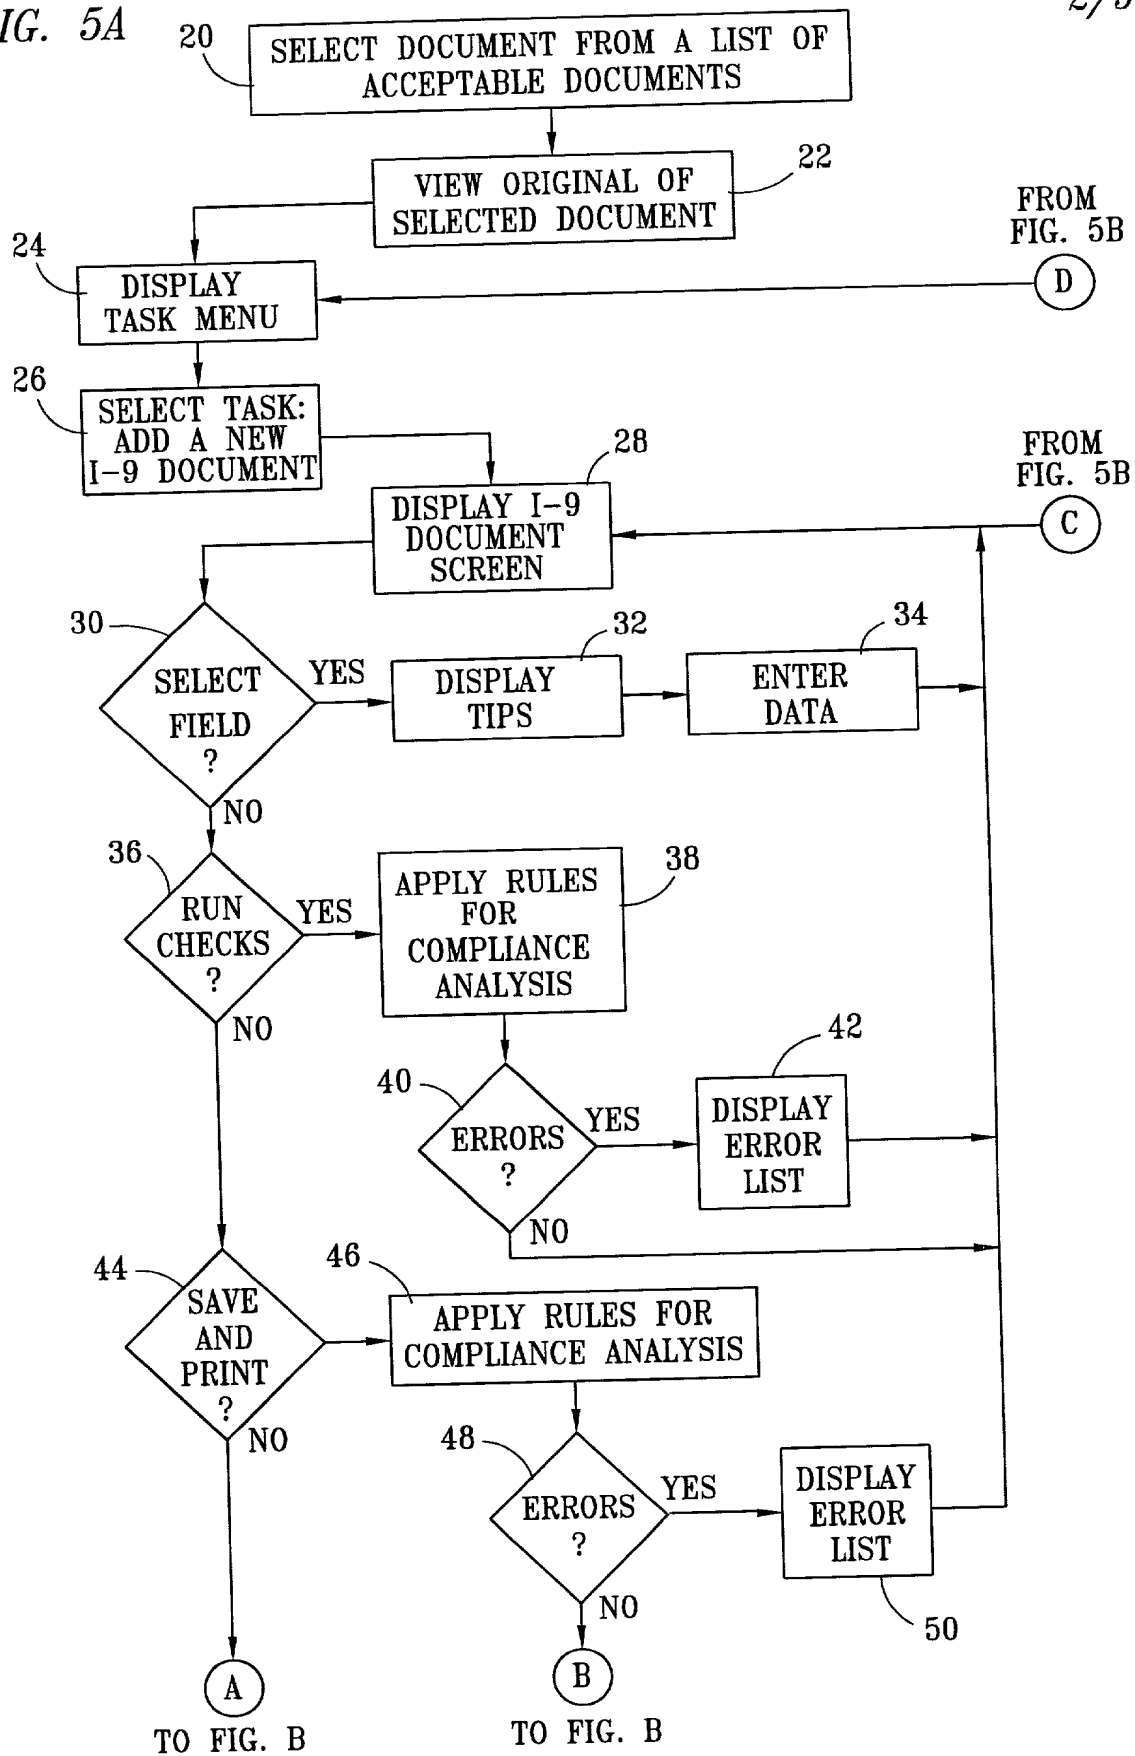 IG. 5A
2/3
20
SELECT DOCUMENT FROM A LIST OF
ACCEPTABLE DOCUMENTS
22
VIEW ORIGINAL OF
SELECTED DOCUMENT
FROM
FIG. 5B
D
24
DISPLAY
TASK MENU
26
SELECT TASK:
ADD A NEW
I-9 DOCUMENT
28
DISPLAY I-9
DOCUMENT
SCREEN
FROM
FIG. 5B
C
30
SELECT
FIELD
?
YES
NO
32
DISPLAY
TIPS
34
ENTER
DATA
36
RUN
CHECKS
?
YES
NO
38
APPLY RULES
FOR
COMPLIANCE
ANALYSIS
40
ERRORS
?
YES
NO
42
DISPLAY
ERROR
LIST
44
SAVE
AND
PRINT
?
NO
46
APPLY RULES FOR
COMPLIANCE ANALYSIS
48
ERRORS
?
YES
NO
DISPLAY
ERROR
LIST
50
A
TO FIG. B
B
TO FIG. B